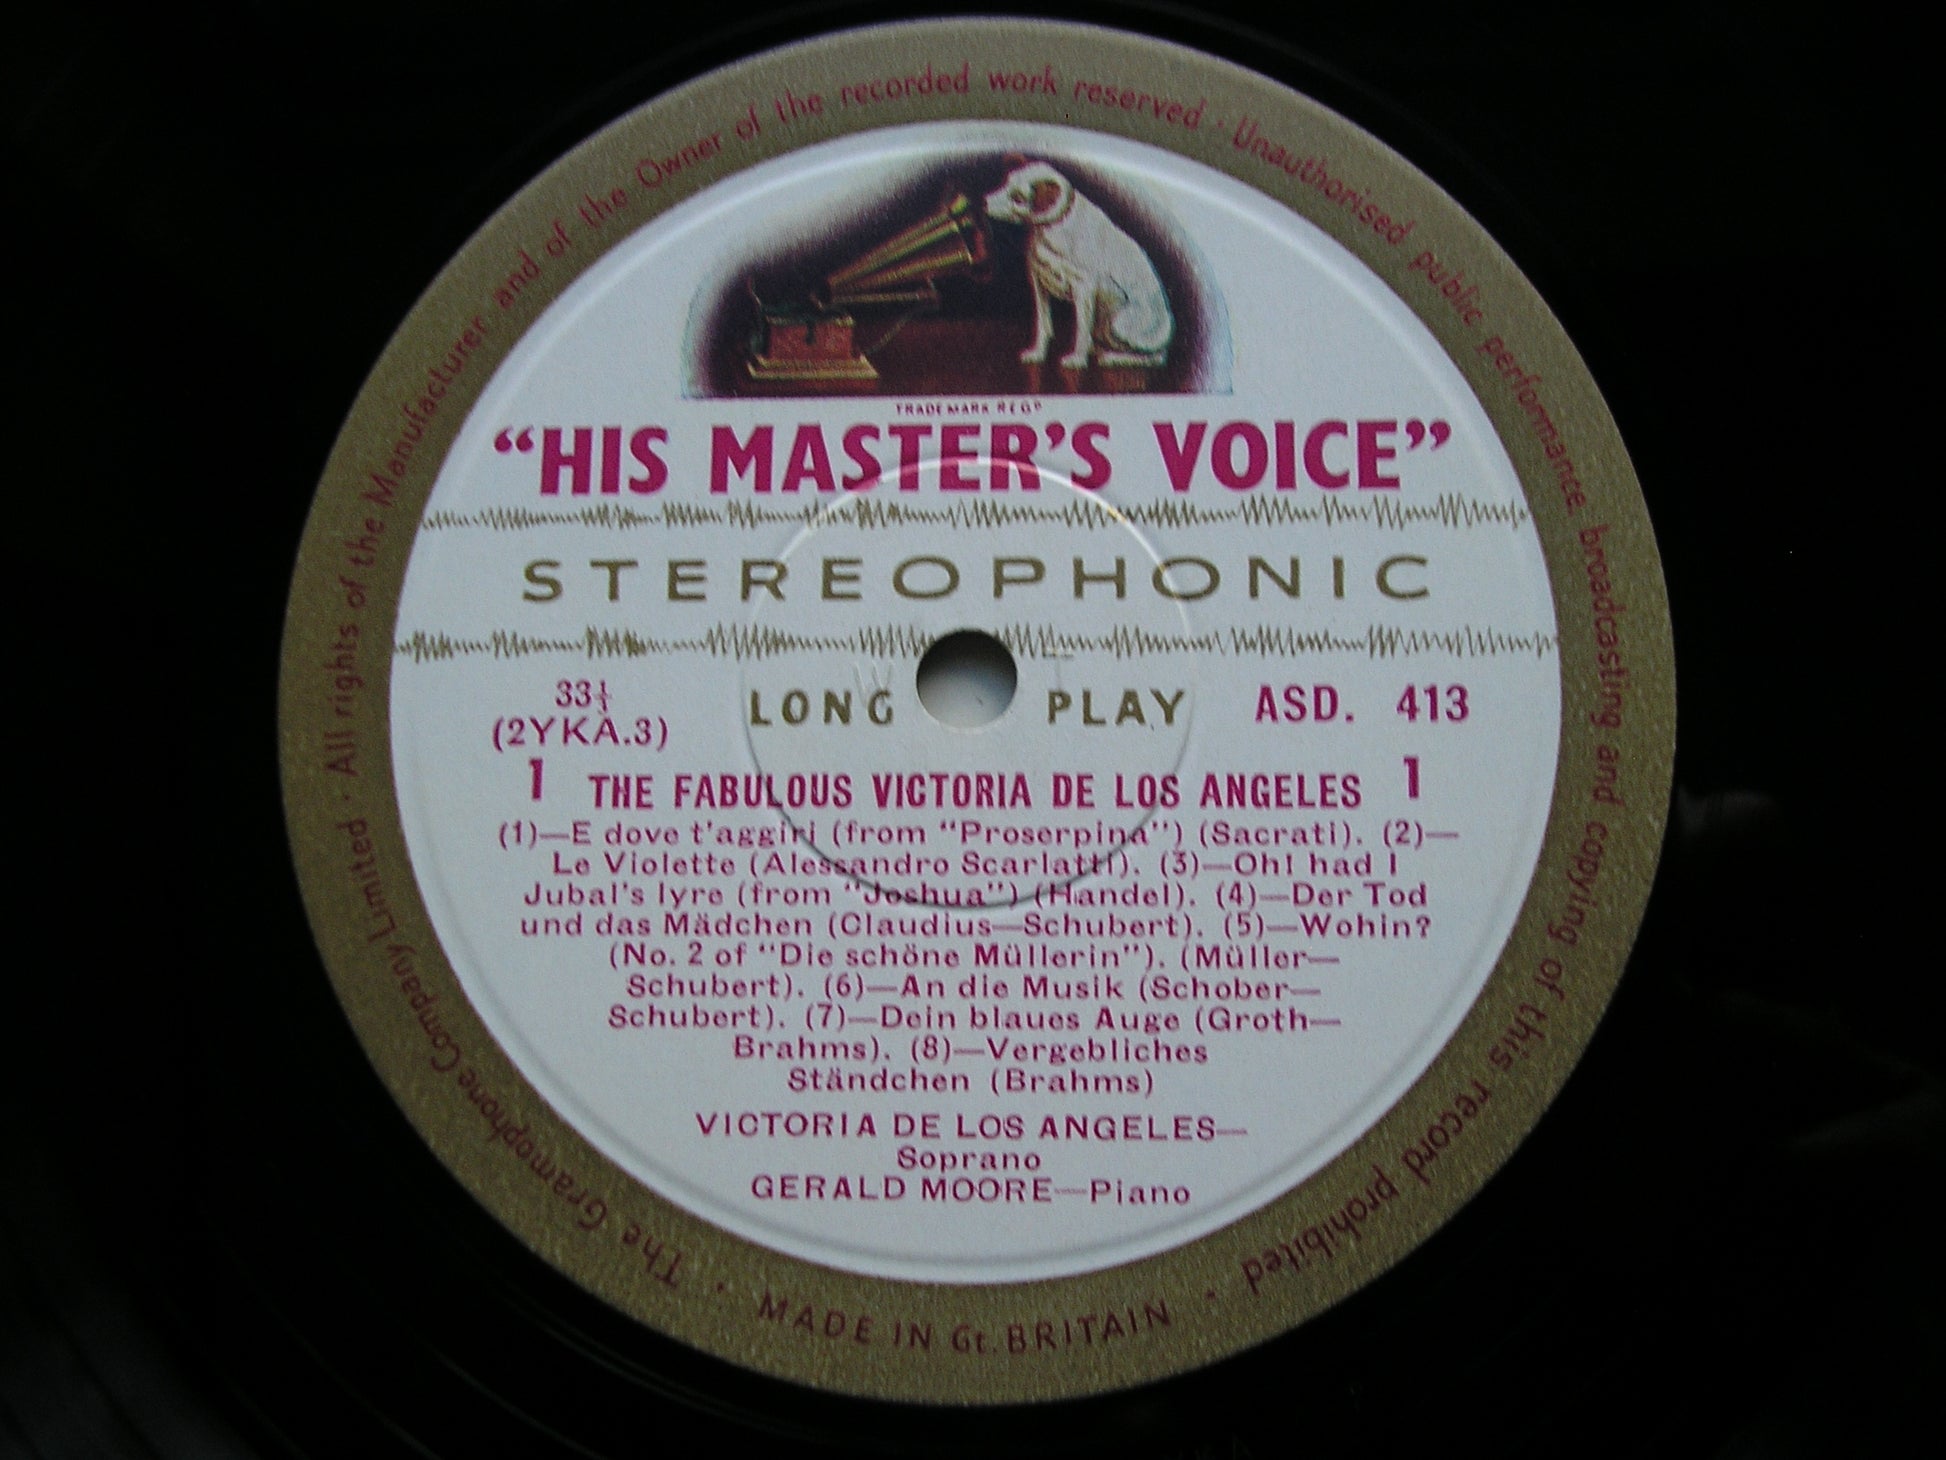 TRADE MARK REGD
“HIS MASTER’S VOICE”
STEREOPHONIC
33⅓ LONG PLAY ASD. 413
(2YKA.3)
1 THE FABULOUS VICTORIA DE LOS ANGELES 1
(1)—E dove t'aggiri (from "Proserpina") (Sacrati). (2)—
Le Violette (Alessandro Scarlatti). (3)—Oh! had I
Jubal's lyre (from "Joshua") (Handel). (4)—Der Tod
und das Mädchen (Claudius—Schubert). (5)—Wohin?
(No. 2 of "Die schöne Müllerin"). (Müller—
Schubert). (6)—An die Musik (Schober—
Schubert). (7)—Dein blaues Auge (Groth—
Brahms). (8)—Vergebliches
Ständchen (Brahms)
VICTORIA DE LOS ANGELES—
Soprano
GERALD MOORE—Piano
The Gramophone Company Limited · All rights of the Manufacturer and of the Owner of the recorded work reserved · Unauthorised public performance broadcasting and copying of this record prohibited ·
MADE IN Gt. BRITAIN